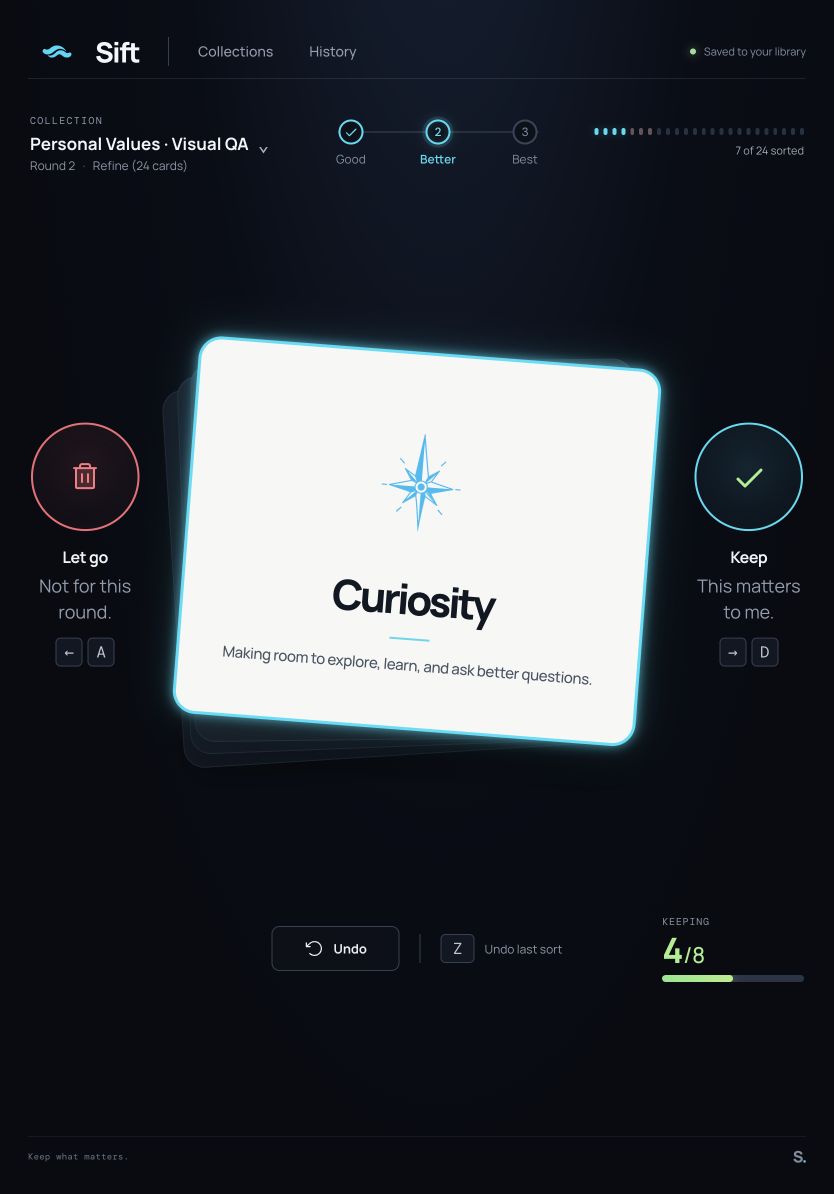 Sift
Collections
History
Saved to your library
COLLECTION
Personal Values · Visual QA
Round 2 · Refine (24 cards)
2
3
Good
Better
Best
7 of 24 sorted
Curiosity
Making room to explore, learn, and ask better questions.
Let go
Not for this
round.
← A
Keep
This matters
to me.
→ D
Undo
Z
Undo last sort
KEEPING
4/8
Keep what matters.
S.